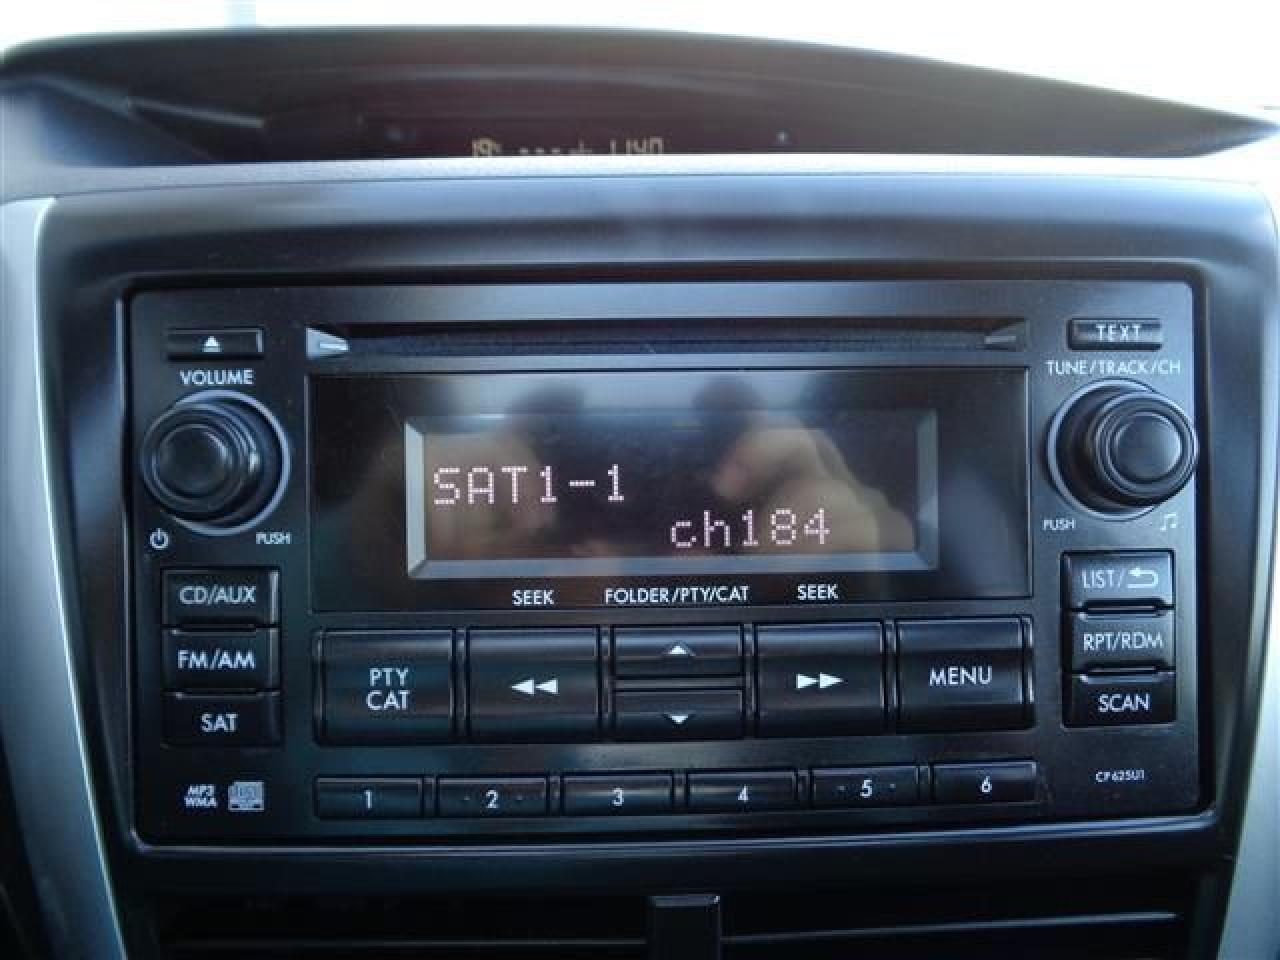 TEXT
VOLUME
TUNE/TRACK/CH
SAT1-1
ch184
PUSH
PUSH
SEEK
FOLDER/PTY/CAT
SEEK
CD/AUX
LIST/
FM/AM
RPT/RDM
SAT
SCAN
PTY
CAT
MENU
MP3
WMA
CP625U1
1
2
3
4
5
6